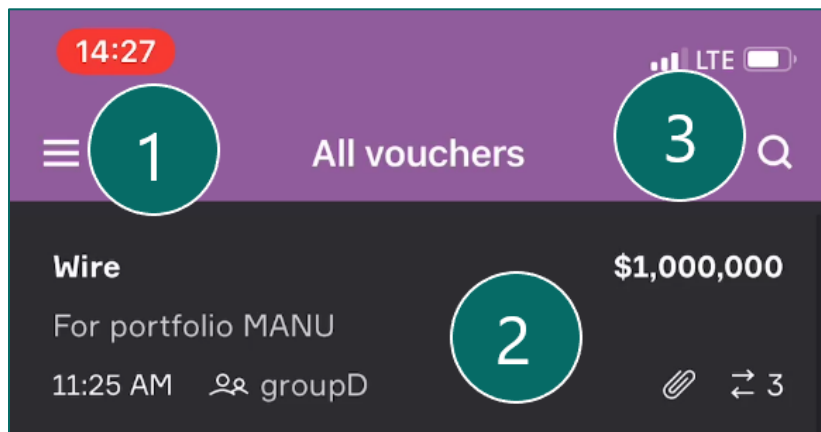 14:27
LTE
1
All vouchers
3
Wire $1,000,000
For portfolio MANU
2
11:25 AM groupD 3